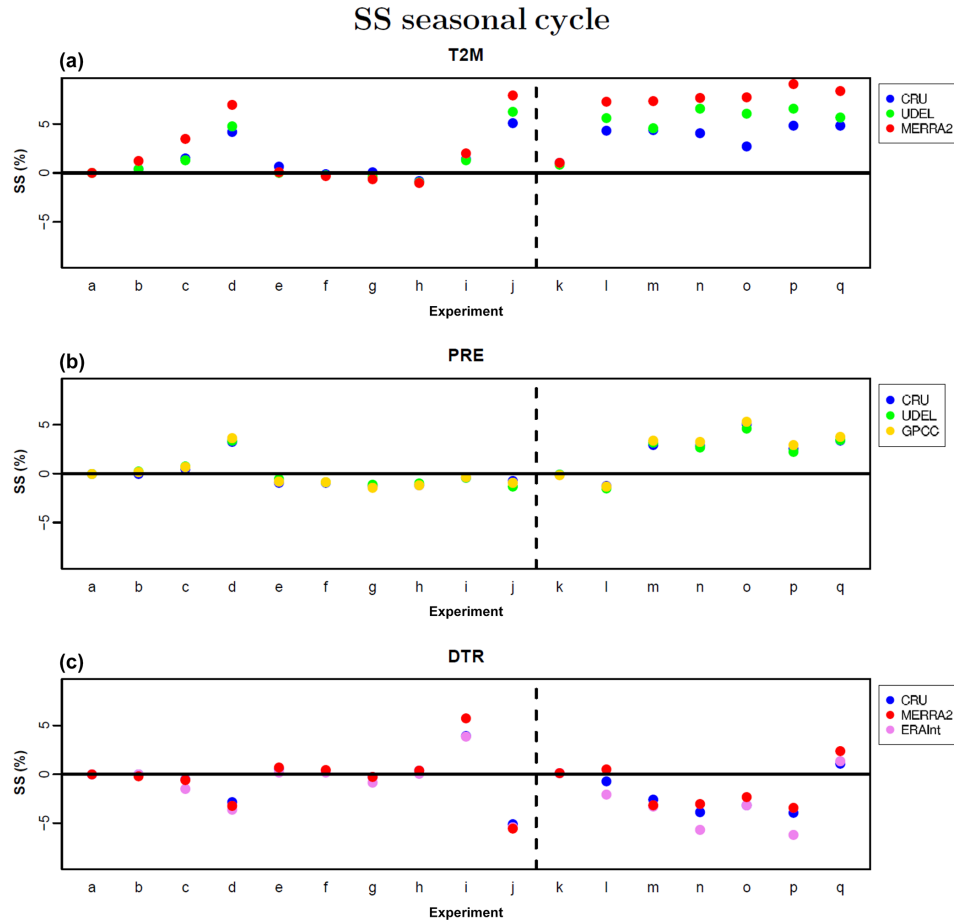 SS seasonal cycle
(a)
T2M
SS (%)
5
0
−5
a b c d e f g h i j k l m n o p q
Experiment
CRU
UDEL
MERRA2
(b)
PRE
SS (%)
5
0
−5
a b c d e f g h i j k l m n o p q
Experiment
CRU
UDEL
GPCC
(c)
DTR
SS (%)
5
0
−5
a b c d e f g h i j k l m n o p q
Experiment
CRU
MERRA2
ERAInt